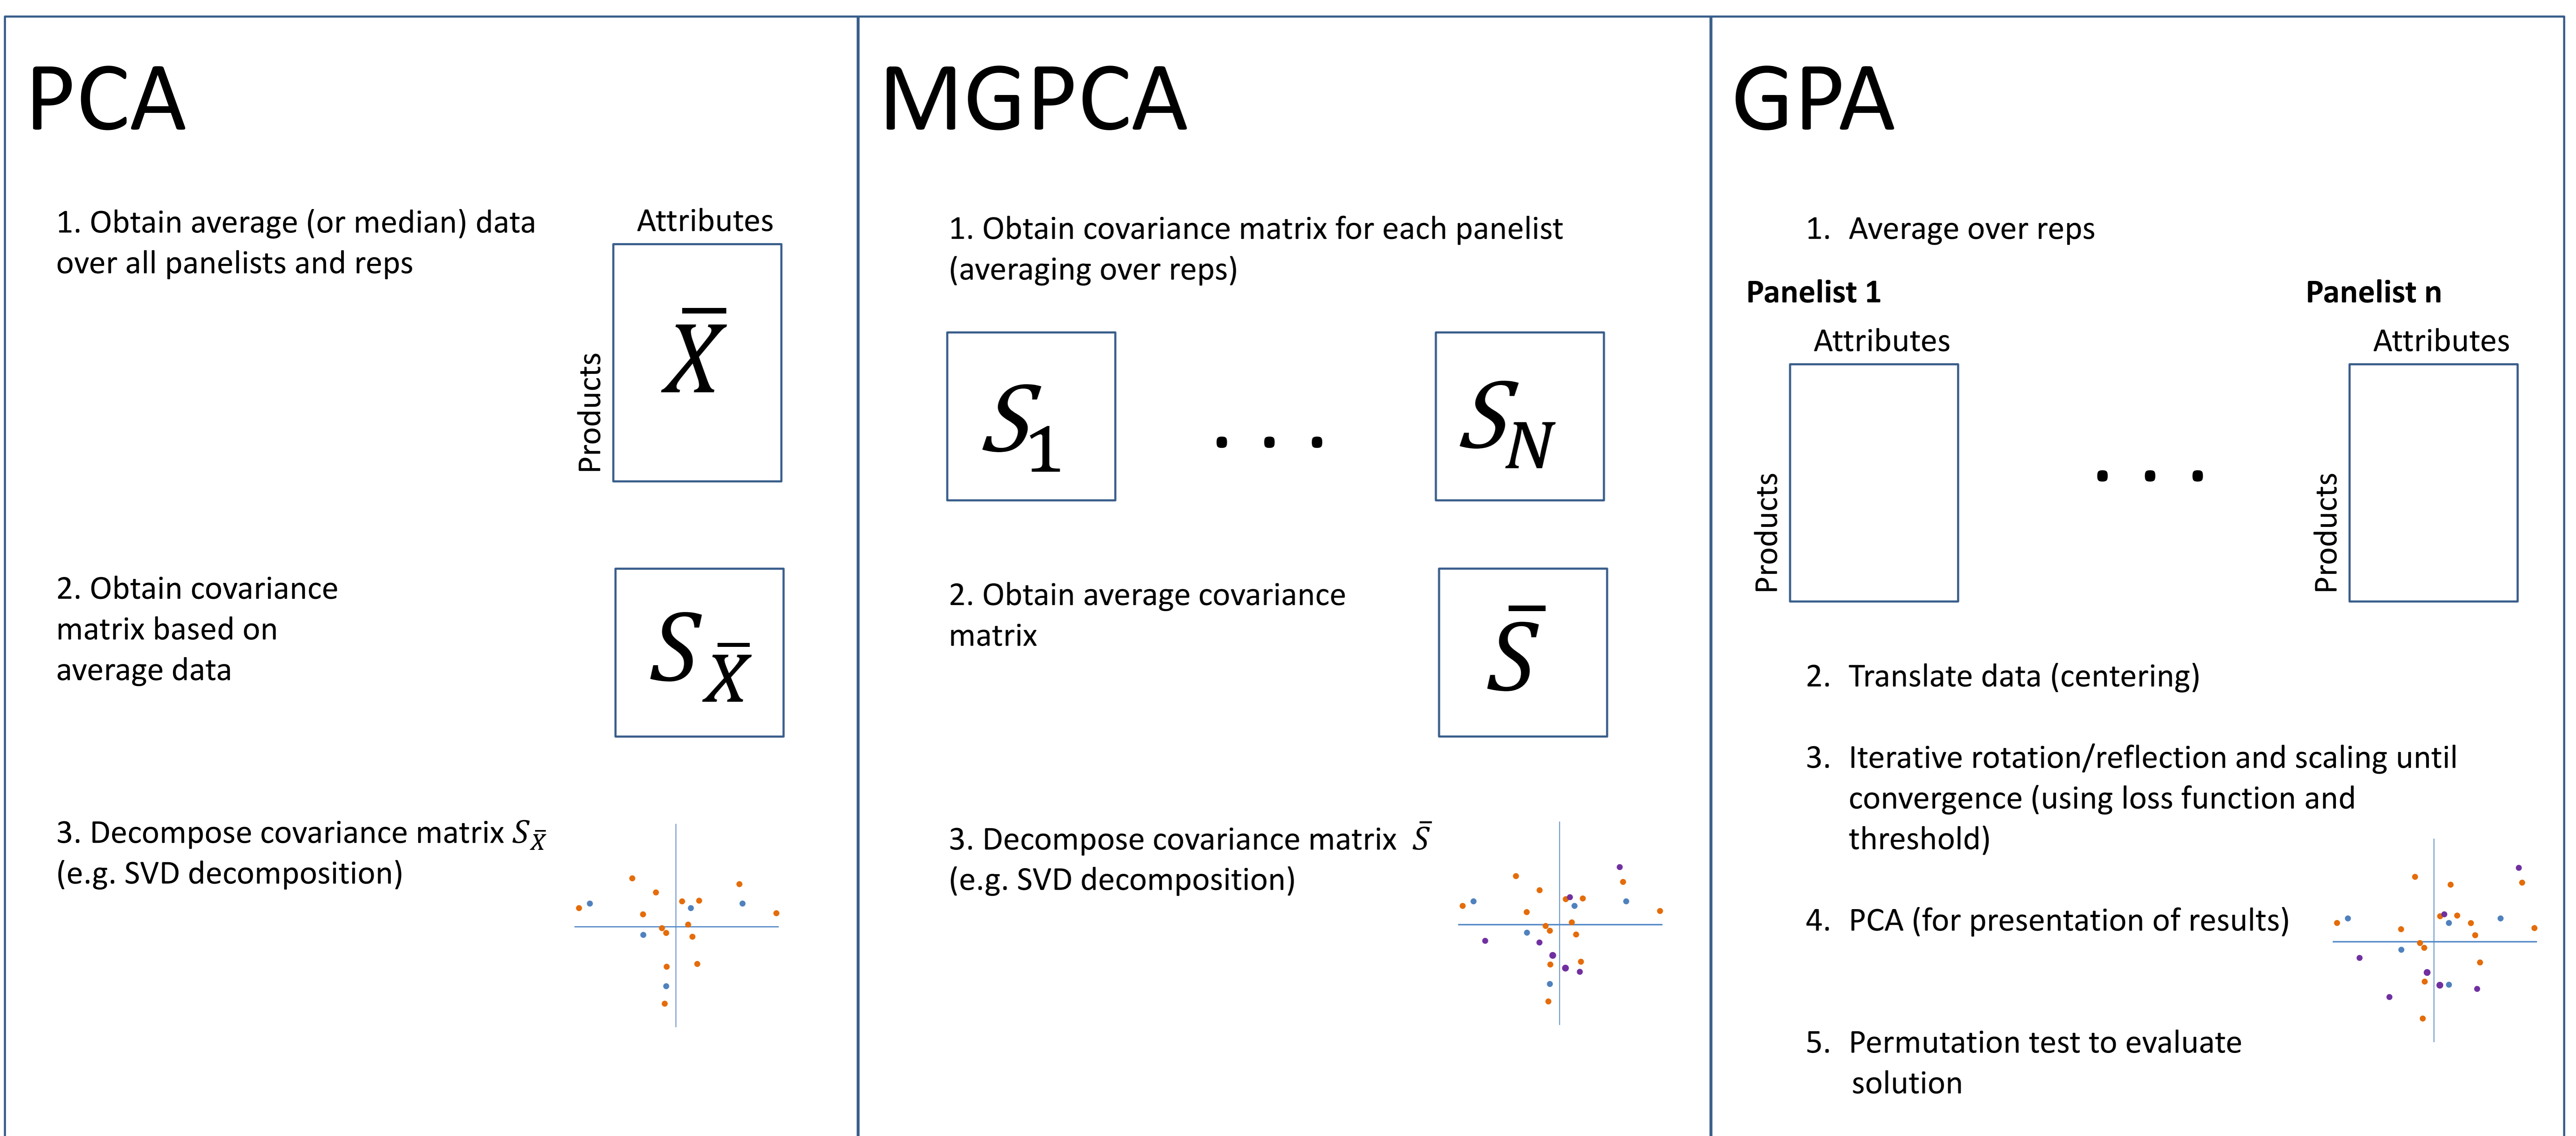 PCA
1. Obtain average (or median) data
over all panelists and reps
Attributes
Products
X̅
2. Obtain covariance
matrix based on
average data
S_X̅
3. Decompose covariance matrix S_X̅
(e.g. SVD decomposition)
MGPCA
1. Obtain covariance matrix for each panelist
(averaging over reps)
S₁ . . . S_N
2. Obtain average covariance
matrix
S̅
3. Decompose covariance matrix S̅
(e.g. SVD decomposition)
GPA
1. Average over reps
Panelist 1
Attributes
Products
. . .
Panelist n
Attributes
Products
2. Translate data (centering)
3. Iterative rotation/reflection and scaling until
convergence (using loss function and
threshold)
4. PCA (for presentation of results)
5. Permutation test to evaluate
solution